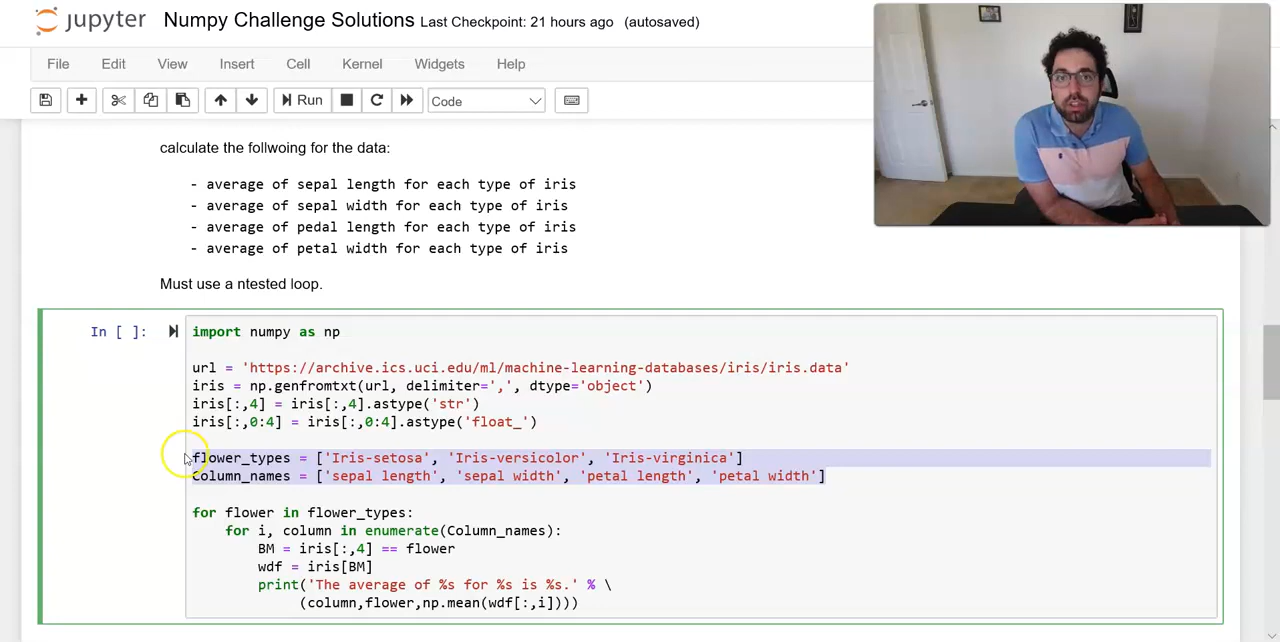 jupyter Numpy Challenge Solutions Last Checkpoint: 21 hours ago (autosaved)
File Edit View Insert Cell Kernel Widgets Help
Run Code
calculate the follwoing for the data:
- average of sepal length for each type of iris
- average of sepal width for each type of iris
- average of pedal length for each type of iris
- average of petal width for each type of iris
Must use a ntested loop.
In [ ]: import numpy as np
url = 'https://archive.ics.uci.edu/ml/machine-learning-databases/iris/iris.data'
iris = np.genfromtxt(url, delimiter=',', dtype='object')
iris[:,4] = iris[:,4].astype('str')
iris[:,0:4] = iris[:,0:4].astype('float_')
flower_types = ['Iris-setosa', 'Iris-versicolor', 'Iris-virginica']
Column_names = ['sepal length', 'sepal width', 'petal length', 'petal width']
for flower in flower_types:
for i, column in enumerate(Column_names):
BM = iris[:,4] == flower
wdf = iris[BM]
print('The average of %s for %s is %s.' % \
(column,flower,np.mean(wdf[:,i])))